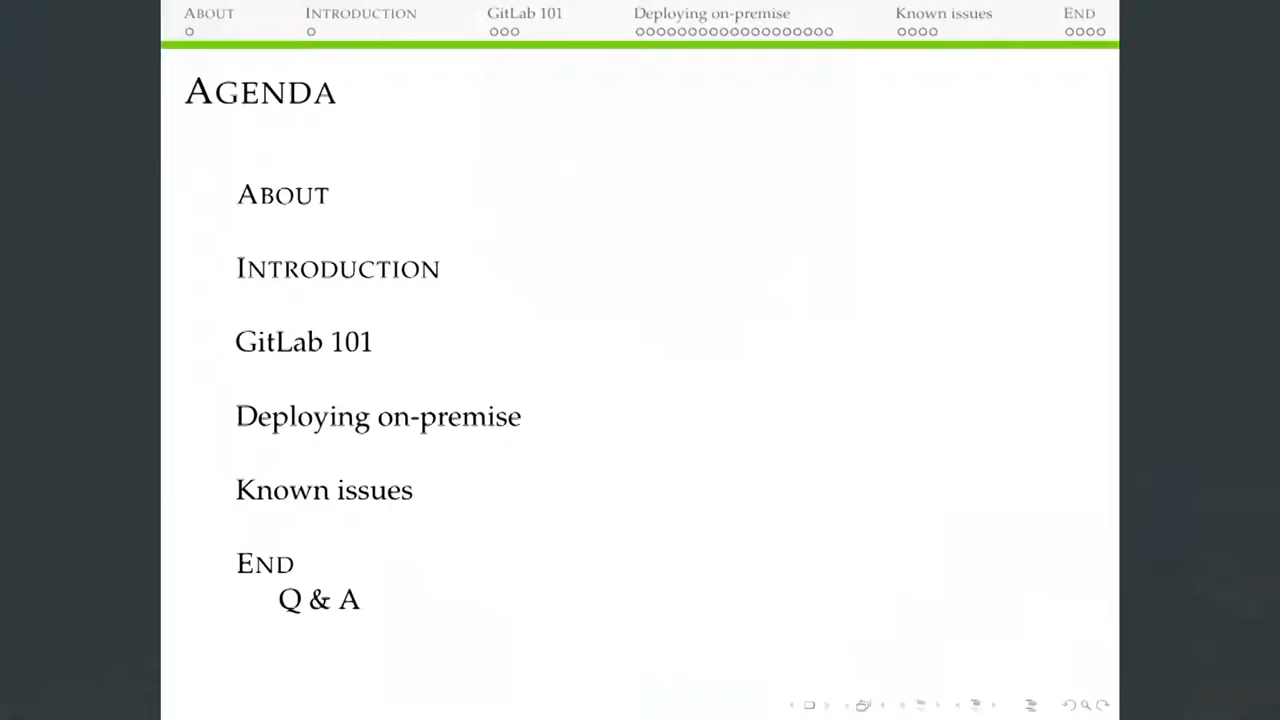 ABOUT INTRODUCTION GitLab 101 Deploying on-premise Known issues END
AGENDA
ABOUT
INTRODUCTION
GitLab 101
Deploying on-premise
Known issues
END
Q & A